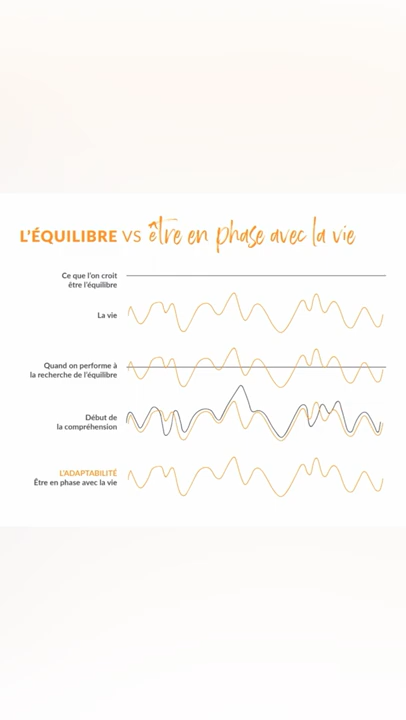 L'ÉQUILIBRE VS être en phase avec la vie
Ce que l'on croit
être l'équilibre
La vie
Quand on performe à
la recherche de l'équilibre
Début de
la compréhension
L'ADAPTABILITÉ
Être en phase avec la vie